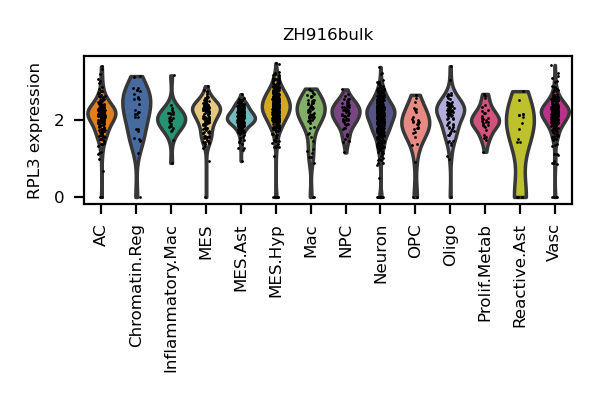 ZH916bulk
RPL3 expression
2
0
AC
Chromatin.Reg
Inflammatory.Mac
MES
MES.Ast
MES.Hyp
Mac
NPC
Neuron
OPC
Oligo
Prolif.Metab
Reactive.Ast
Vasc